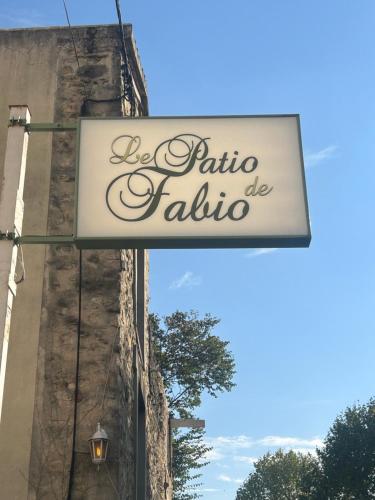 Le Patio
de
Fabio